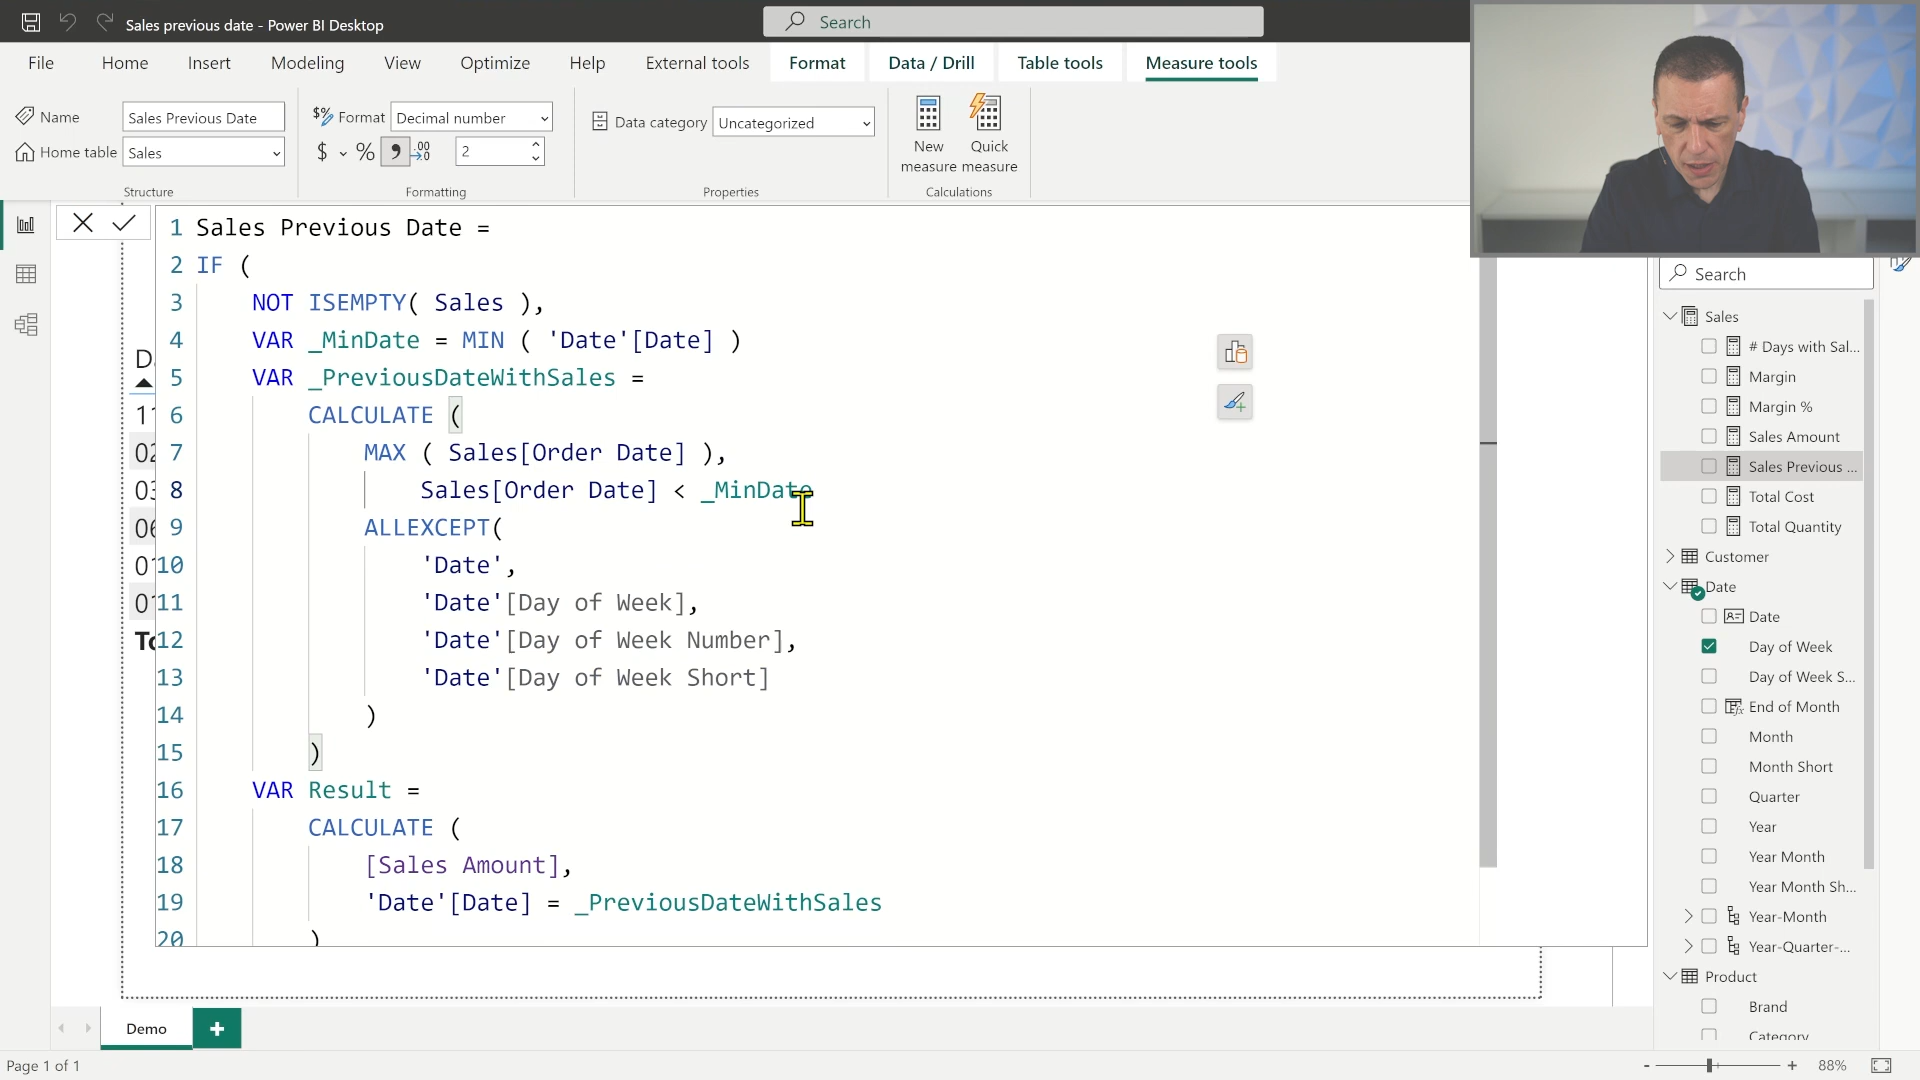 Sales previous date - Power BI Desktop
Search
File Home Insert Modeling View Optimize Help External tools Format Data / Drill Table tools Measure tools
Name Sales Previous Date
Home table Sales
Structure
Format Decimal number
$ % 2
Formatting
Data category Uncategorized
Properties
New measure
Quick measure
Calculations
1 Sales Previous Date =
2 IF (
3 NOT ISEMPTY( Sales ),
4 VAR _MinDate = MIN ( 'Date'[Date] )
5 VAR _PreviousDateWithSales =
6 CALCULATE (
7 MAX ( Sales[Order Date] ),
8 Sales[Order Date] < _MinDate
9 ALLEXCEPT(
10 'Date',
11 'Date'[Day of Week],
12 'Date'[Day of Week Number],
13 'Date'[Day of Week Short]
14 )
15 )
16 VAR Result =
17 CALCULATE (
18 [Sales Amount],
19 'Date'[Date] = _PreviousDateWithSales
20 )
Search
Sales
# Days with Sal...
Margin
Margin %
Sales Amount
Sales Previous ...
Total Cost
Total Quantity
Customer
Date
Date
Day of Week
Day of Week S...
End of Month
Month
Month Short
Quarter
Year
Year Month
Year Month Sh...
Year-Month
Year-Quarter-...
Product
Brand
Category
Demo
Page 1 of 1
- + 88%